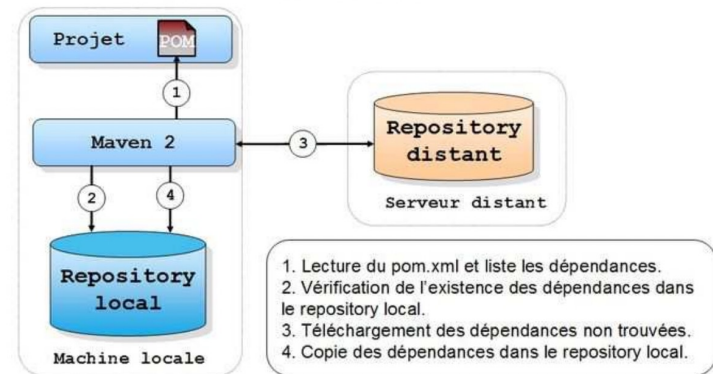 Projet
POM
1
Maven 2
3
2
4
Repository
local
Machine locale
Repository
distant
Serveur distant
1. Lecture du pom.xml et liste les dépendances.
2. Vérification de l'existence des dépendances dans
le repository local.
3. Téléchargement des dépendances non trouvées.
4. Copie des dépendances dans le repository local.